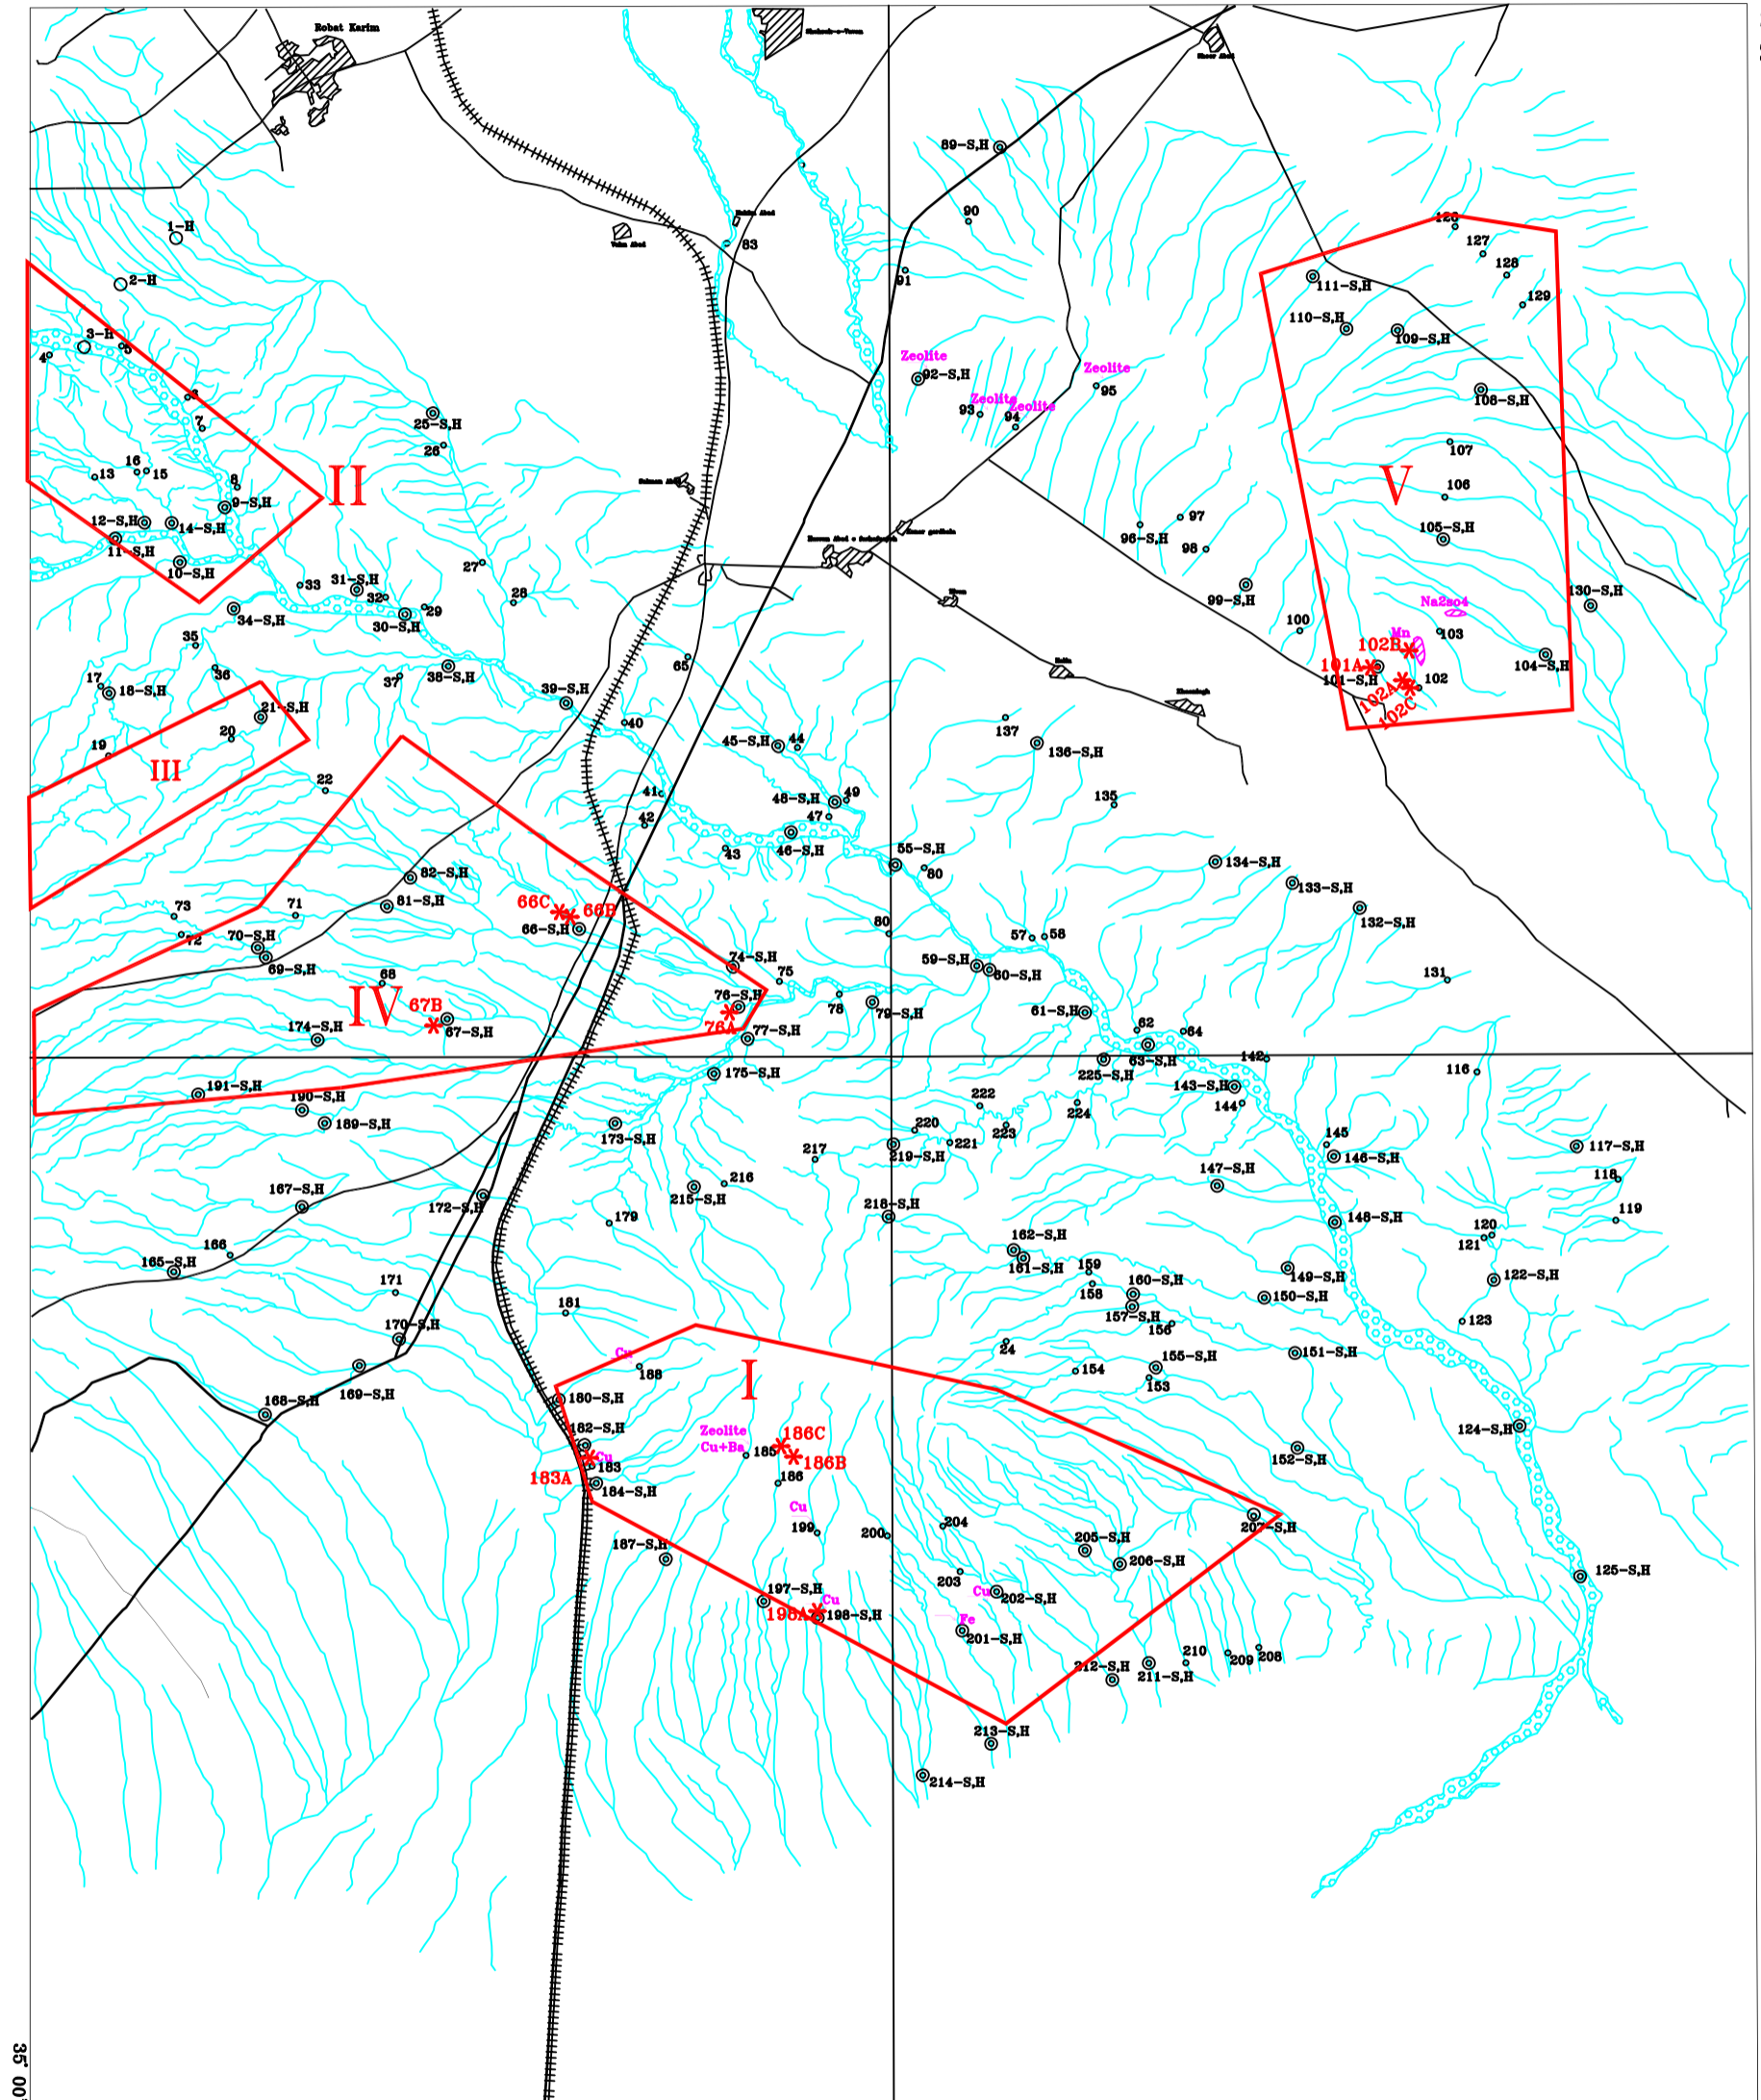 Robat Karim
Shahrak-e-Tavon
Sheor Abad
89-S,H
90
1-H
83
126
127
91
2-H
128
111-S,H
129
3-H
5
110-S,H
109-S,H
4
Zeolite
92-S,H
Zeolite
95
6
Zeolite
Zeolite
93
94
108-S,H
7
25-S,H
26
107
16
13
15
II
V
8
106
9-S,H
12-S,H
14-S,H
97
96-S,H
105-S,H
11-S,H
98
10-S,H
27
33
31-S,H
32
28
99-S,H
130-S,H
29
30-S,H
34-S,H
Na2so4
100
35
Mn
103
102B
65
36
101A
104-S,H
17
38-S,H
101-S,H
102
18-S,H
37
102A
102C
39-S,H
21-S,H
40
20
45-S,H
44
137
136-S,H
19
III
22
41
48-S,H
49
135
47
42
43
46-S,H
55-S,H
134-S,H
80
82-S,H
133-S,H
73
71
81-S,H
66C
66B
80
132-S,H
66-S,H
72
70-S,H
57
58
69-S,H
74-S,H
59-S,H
60-S,H
68
75
131
IV
67B
76-S,H
78
79-S,H
61-S,H
67-S,H
76A
62
64
174-S,H
77-S,H
63-S,H
142
225-S,H
116
175-S,H
191-S,H
143-S,H
190-S,H
222
224
144
189-S,H
173-S,H
220
223
221
145
117-S,H
217
219-S,H
146-S,H
147-S,H
118
167-S,H
216
215-S,H
172-S,H
218-S,H
179
148-S,H
119
120
121
166
162-S,H
165-S,H
161-S,H
159
149-S,H
122-S,H
158
160-S,H
171
150-S,H
181
157-S,H
156
123
170-S,H
24
Cu
151-S,H
188
I
154
155-S,H
169-S,H
153
180-S,H
168-S,H
182-S,H
Zeolite
186C
124-S,H
Cu+Ba
185
Cu
186B
152-S,H
183
183A
186
184-S,H
Cu
199
200
204
207-S,H
187-S,H
205-S,H
206-S,H
203
125-S,H
197-S,H
Cu
202-S,H
Cu
198A
198-S,H
Fe
201-S,H
212-S,H
211-S,H
210
209
208
213-S,H
214-S,H
35° 00'